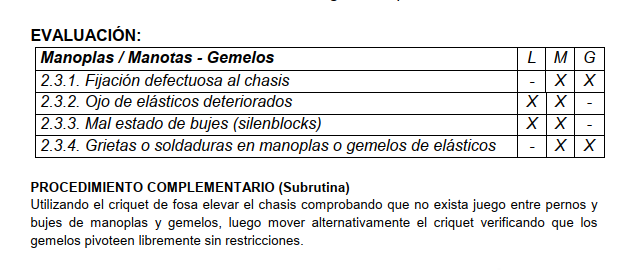 EVALUACIÓN:
Manoplas / Manotas - Gemelos L M G
2.3.1. Fijación defectuosa al chasis - X X
2.3.2. Ojo de elásticos deteriorados X X -
2.3.3. Mal estado de bujes (silenblocks) X X -
2.3.4. Grietas o soldaduras en manoplas o gemelos de elásticos - X X
PROCEDIMIENTO COMPLEMENTARIO (Subrutina)
Utilizando el criquet de fosa elevar el chasis comprobando que no exista juego entre pernos y
bujes de manoplas y gemelos, luego mover alternativamente el criquet verificando que los
gemelos pivoteen libremente sin restricciones.